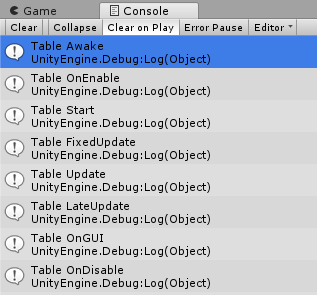 Game Console
Clear Collapse Clear on Play Error Pause Editor
Table Awake
UnityEngine.Debug:Log(Object)
Table OnEnable
UnityEngine.Debug:Log(Object)
Table Start
UnityEngine.Debug:Log(Object)
Table FixedUpdate
UnityEngine.Debug:Log(Object)
Table Update
UnityEngine.Debug:Log(Object)
Table LateUpdate
UnityEngine.Debug:Log(Object)
Table OnGUI
UnityEngine.Debug:Log(Object)
Table OnDisable
UnityEngine.Debug:Log(Object)